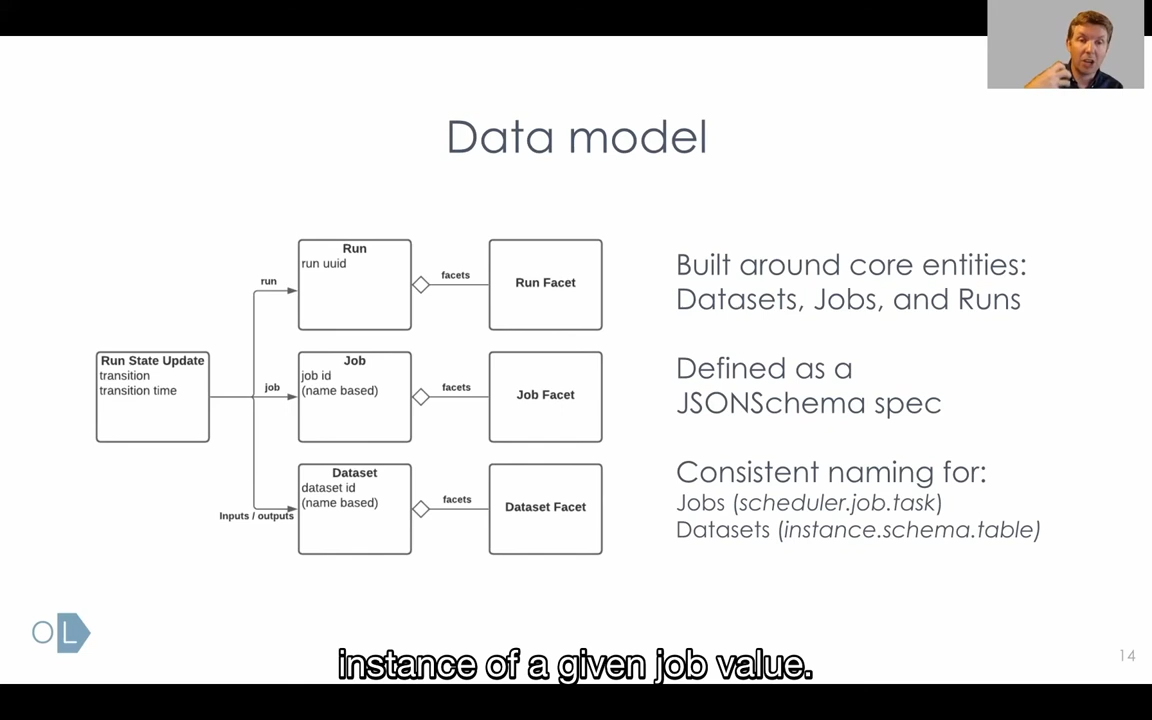 Data model
Run
run uuid
run
facets
Run Facet
Run State Update
transition
transition time
job
Job
job id
(name based)
facets
Job Facet
Inputs / outputs
Dataset
dataset id
(name based)
facets
Dataset Facet
Built around core entities:
Datasets, Jobs, and Runs
Defined as a
JSONSchema spec
Consistent naming for:
Jobs (scheduler.job.task)
Datasets (instance.schema.table)
OL
instance of a given job value.
14